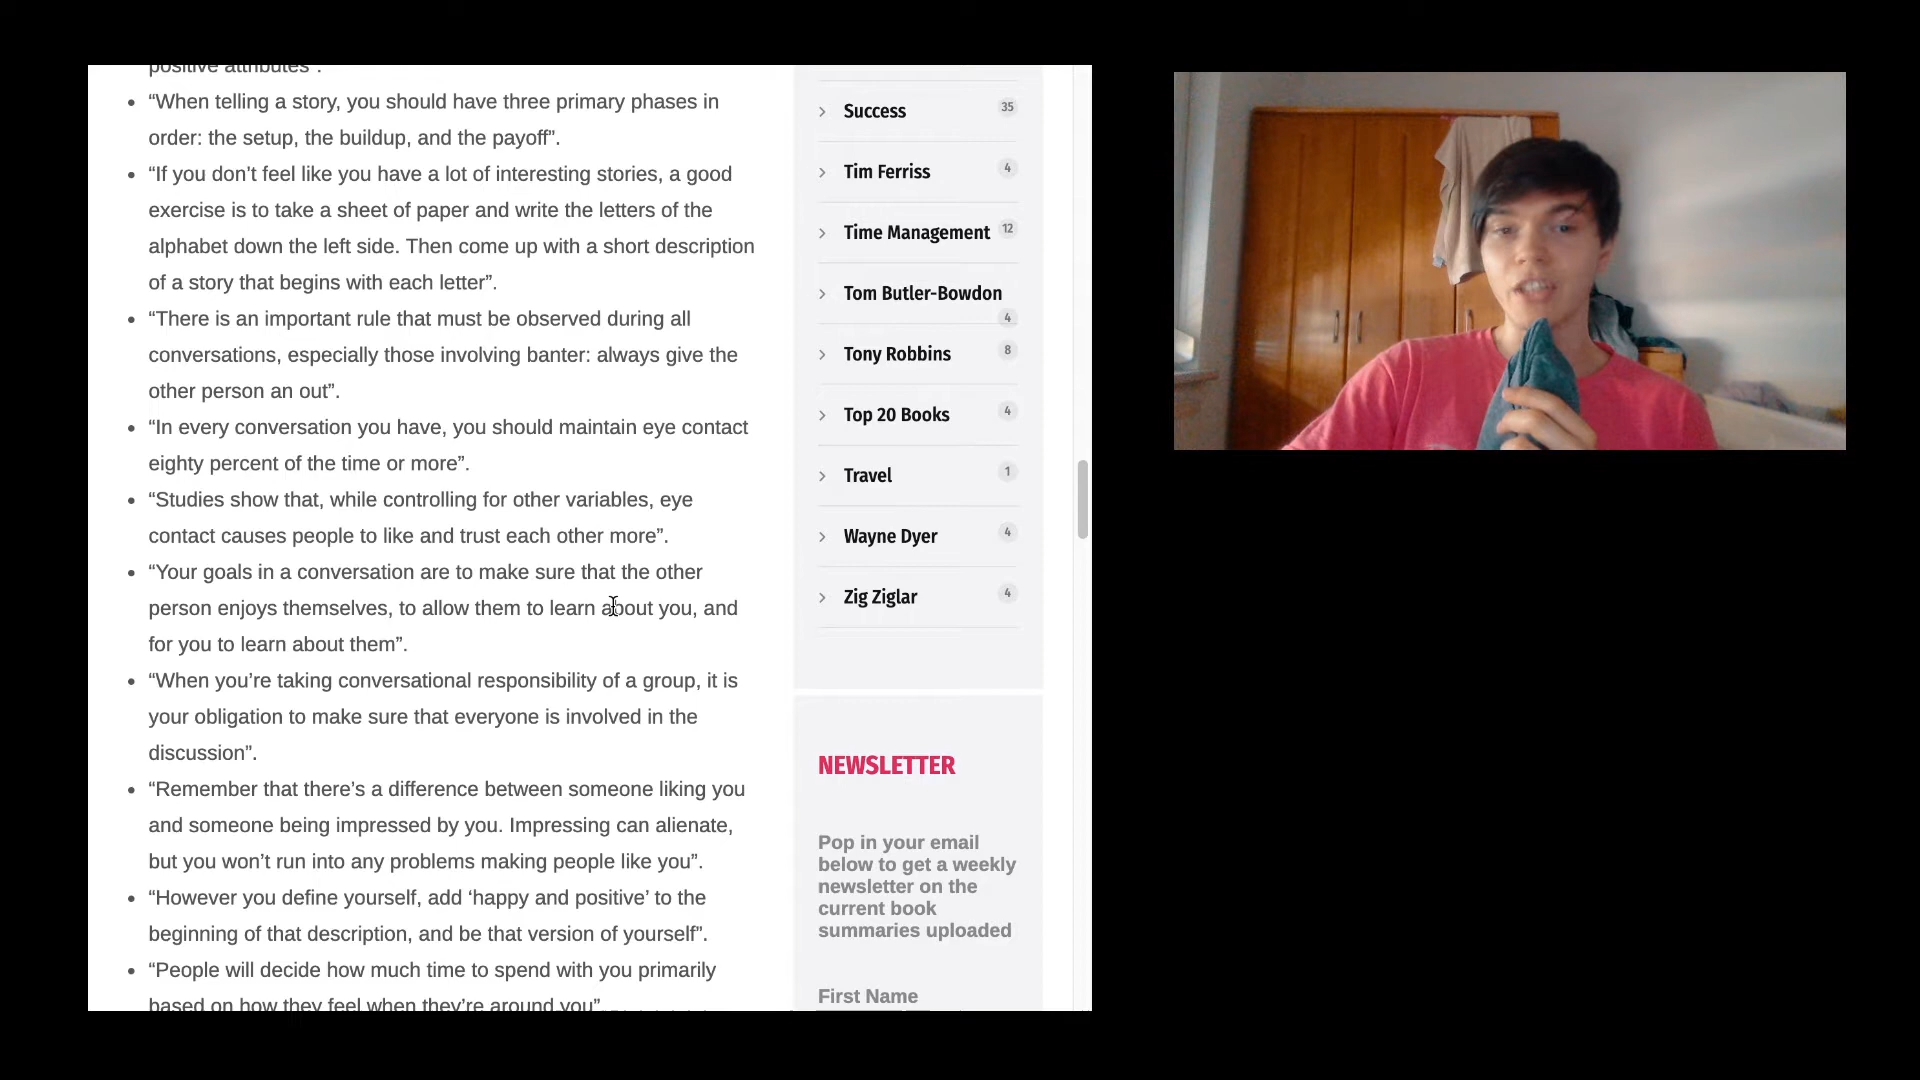 positive attributes”.
“When telling a story, you should have three primary phases in
order: the setup, the buildup, and the payoff”.
“If you don’t feel like you have a lot of interesting stories, a good
exercise is to take a sheet of paper and write the letters of the
alphabet down the left side. Then come up with a short description
of a story that begins with each letter”.
“There is an important rule that must be observed during all
conversations, especially those involving banter: always give the
other person an out”.
“In every conversation you have, you should maintain eye contact
eighty percent of the time or more”.
“Studies show that, while controlling for other variables, eye
contact causes people to like and trust each other more”.
“Your goals in a conversation are to make sure that the other
person enjoys themselves, to allow them to learn about you, and
for you to learn about them”.
“When you’re taking conversational responsibility of a group, it is
your obligation to make sure that everyone is involved in the
discussion”.
“Remember that there’s a difference between someone liking you
and someone being impressed by you. Impressing can alienate,
but you won’t run into any problems making people like you”.
“However you define yourself, add ‘happy and positive’ to the
beginning of that description, and be that version of yourself”.
“People will decide how much time to spend with you primarily
based on how they feel when they’re around you”
Success 35
Tim Ferriss 4
Time Management 12
Tom Butler-Bowdon
4
Tony Robbins 8
Top 20 Books 4
Travel 1
Wayne Dyer 4
Zig Ziglar 4
NEWSLETTER
Pop in your email
below to get a weekly
newsletter on the
current book
summaries uploaded
First Name